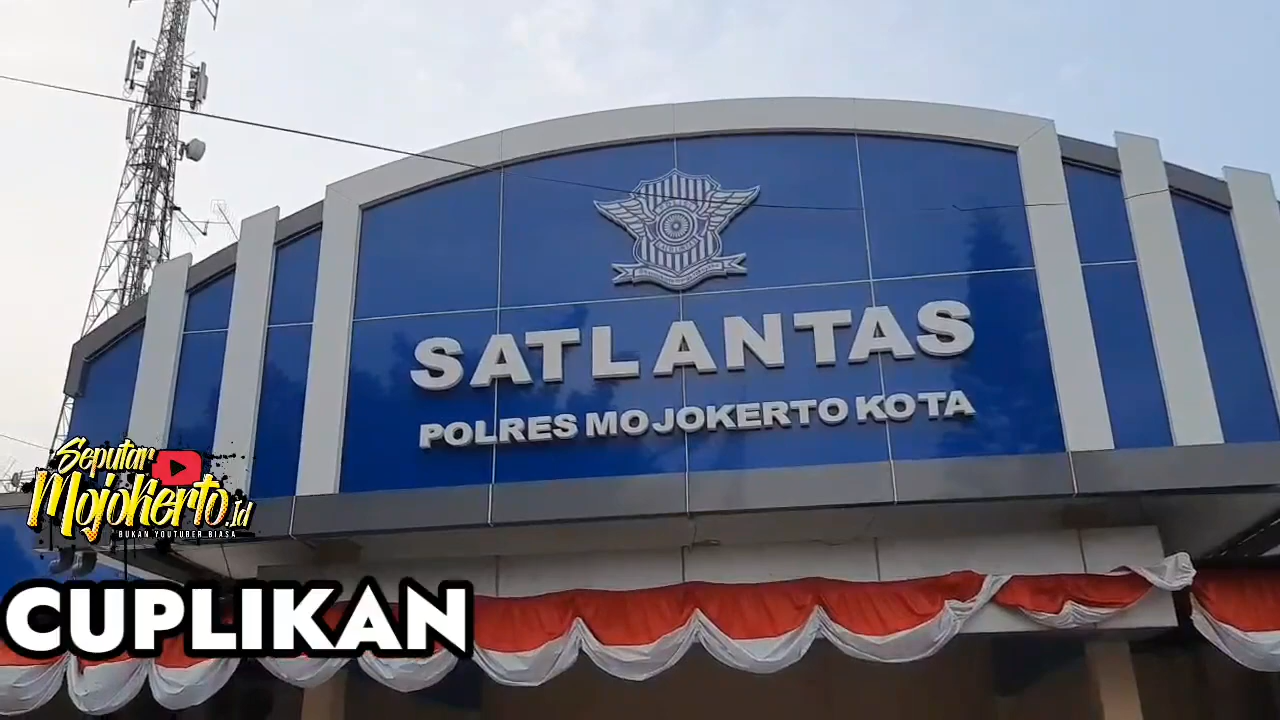 SATLANTAS
POLRES MOJOKERTO KOTA
Seputar
Mojokerto.id
BUKAN YOUTUBER BIASA
CUPLIKAN